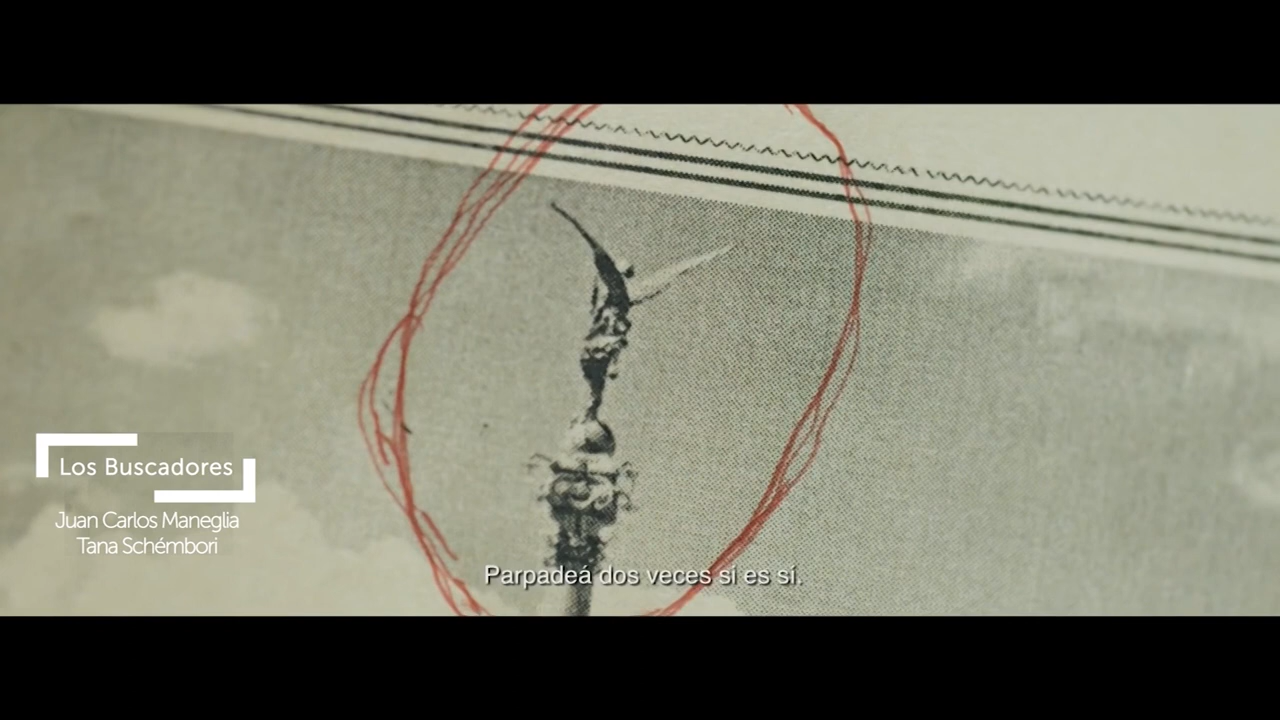 Los Buscadores
Juan Carlos Maneglia
Tana Schémbori
Parpadeá dos veces si es sí.